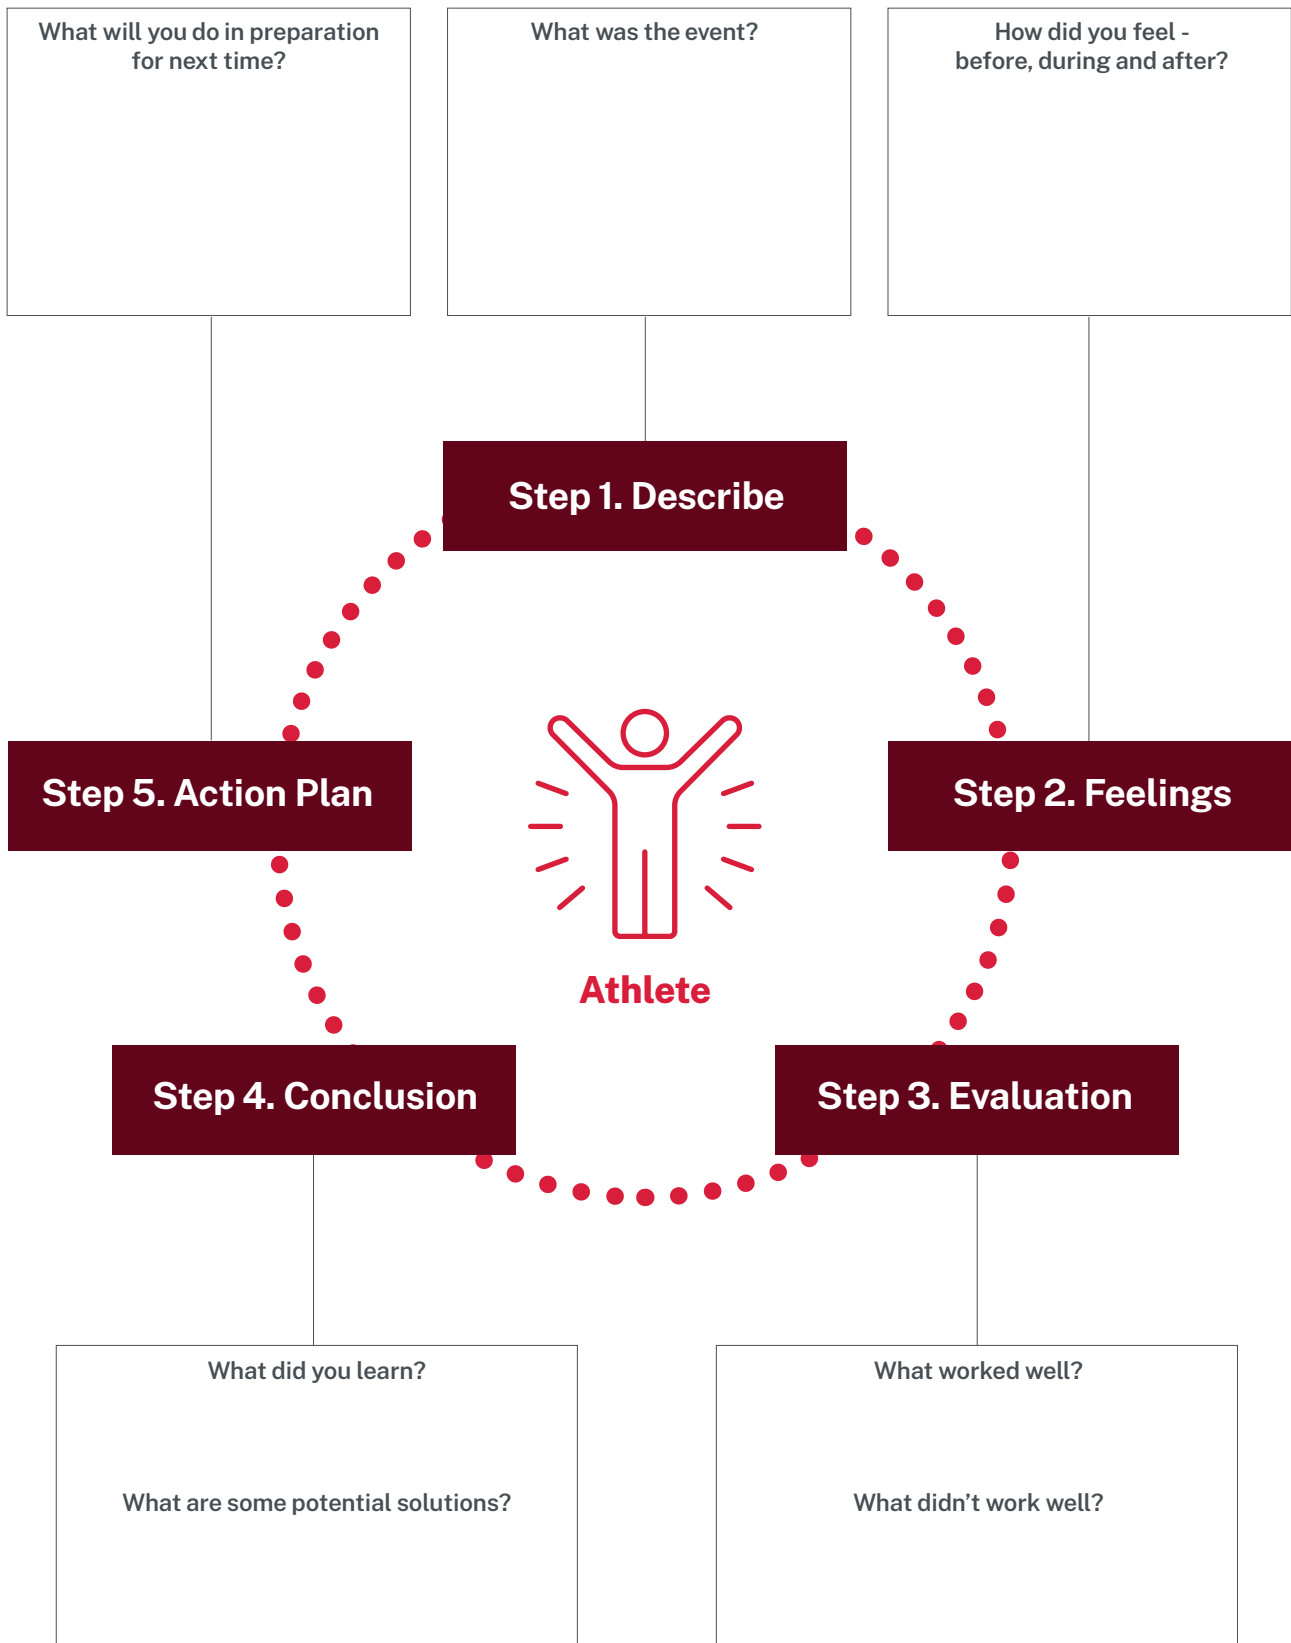 What will you do in preparation
for next time?
What was the event?
How did you feel -
before, during and after?
Step 1. Describe
Step 5. Action Plan
Step 2. Feelings
Athlete
Step 4. Conclusion
Step 3. Evaluation
What did you learn?
What are some potential solutions?
What worked well?
What didn’t work well?